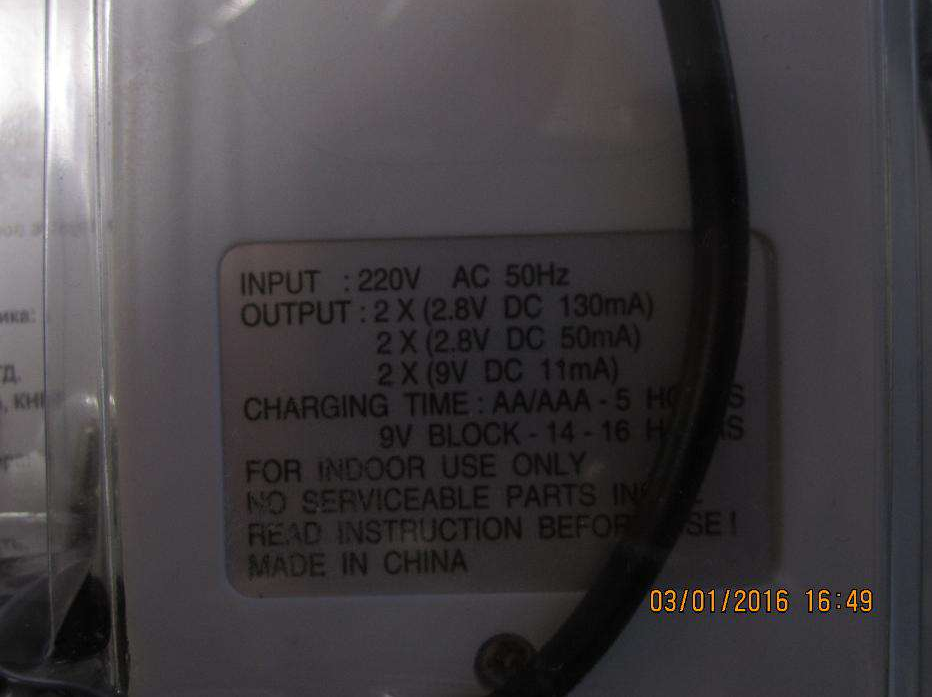 INPUT : 220V AC 50Hz
OUTPUT : 2 X (2.8V DC 130mA)
2 X (2.8V DC 50mA)
2 X (9V DC 11mA)
CHARGING TIME : AA/AAA - 5
9V BLOCK - 14 - 16
FOR INDOOR USE ONLY
NO SERVICEABLE PARTS
READ INSTRUCTION !
MADE IN CHINA
03/01/2016 16:49